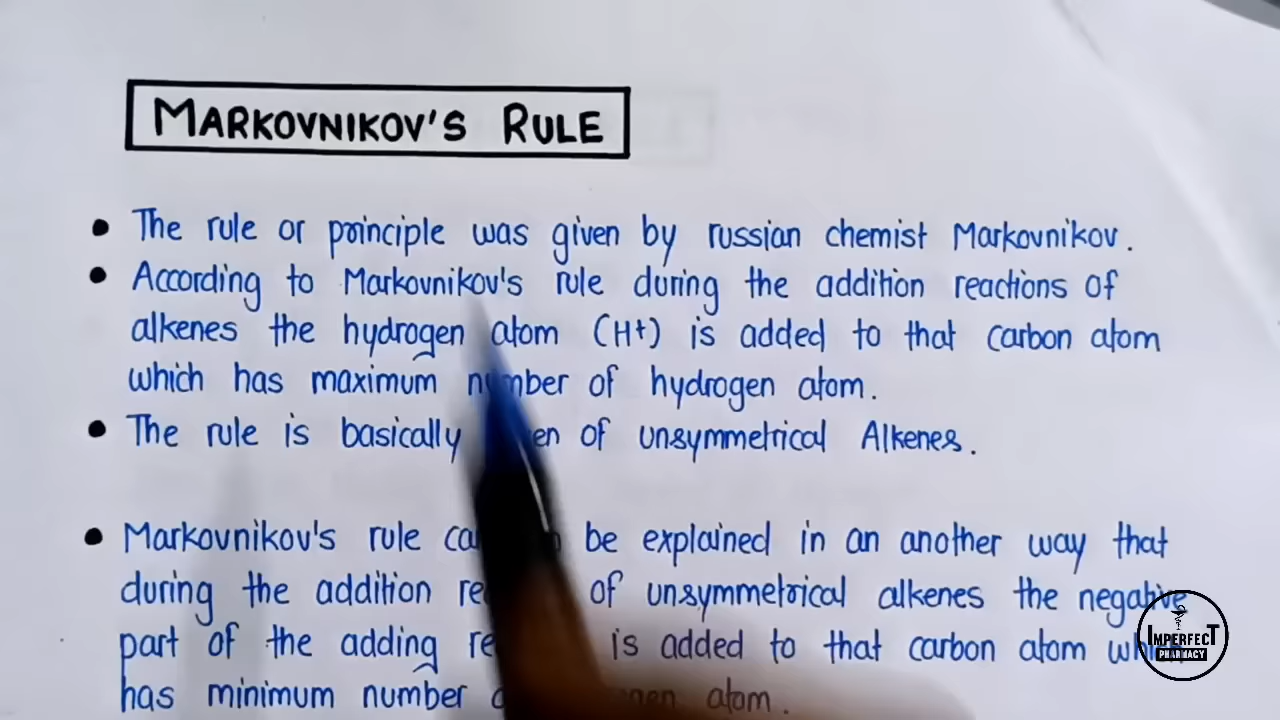 MARKOVNIKOV'S RULE
• The rule or principle was given by russian chemist Markovnikov.
• According to Markovnikov's rule during the addition reactions of
alkenes the hydrogen atom (H+) is added to that carbon atom
which has maximum number of hydrogen atom.
• The rule is basically of unsymmetrical Alkenes.
• Markovnikov's rule be explained in an another way that
during the addition of unsymmetrical alkenes the negative
part of the adding is added to that carbon atom which
has minimum number atom.
IMPERFECT
PHARMACY